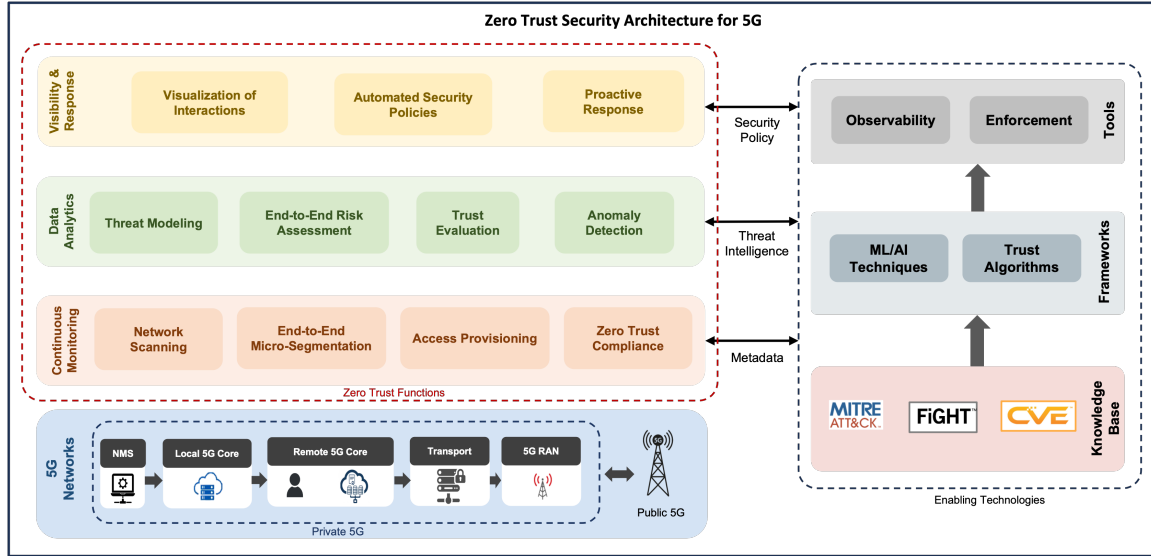 Zero Trust Security Architecture for 5G
Visibility &
Response
Visualization of
Interactions
Automated Security
Policies
Proactive
Response
Security
Policy
Data
Analytics
Threat Modeling
End-to-End Risk
Assessment
Trust
Evaluation
Anomaly
Detection
Threat
Intelligence
Continuous
Monitoring
Network
Scanning
End-to-End
Micro-Segmentation
Access Provisioning
Zero Trust
Compliance
Metadata
Zero Trust Functions
5G
Networks
NMS
Local 5G Core
Remote 5G Core
Transport
5G RAN
Private 5G
5G
Public 5G
Observability
Enforcement
Tools
ML/AI
Techniques
Trust
Algorithms
Frameworks
MITRE
ATT&CK™
FiGHT™
CVE™
Knowledge
Base
Enabling Technologies